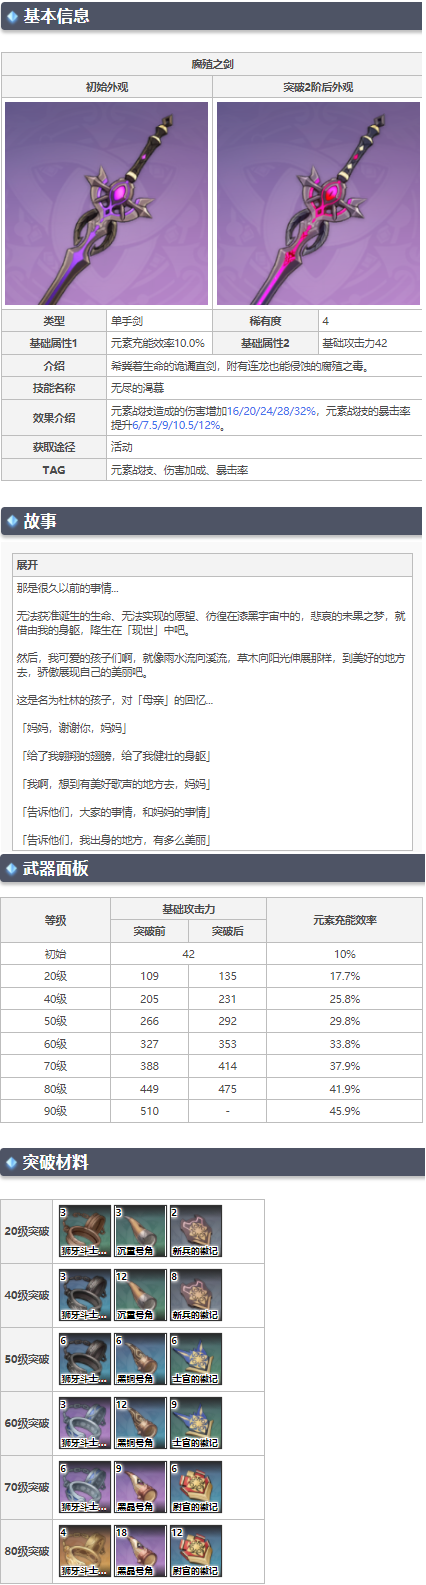 基本信息
腐殖之剑
初始外观 突破2阶后外观
类型 单手剑 稀有度 4
基础属性1 元素充能效率10.0% 基础属性2 基础攻击力42
介绍 希冀着生命的诡谲直剑，附有连龙也能侵蚀的腐殖之毒。
技能名称 无尽的渴慕
效果介绍 元素战技造成的伤害增加16/20/24/28/32%，元素战技的暴击率
提升6/7.5/9/10.5/12%。
获取途径 活动
TAG 元素战技、伤害加成、暴击率
故事
展开
那是很久以前的事情...
无法获准诞生的生命、无法实现的愿望、彷徨在漆黑宇宙中的，悲哀的未果之梦，就
借由我的身躯，降生在「现世」中吧。
然后，我可爱的孩子们啊，就像雨水流向溪流，草木向阳光伸展那样，到美好的地方
去，骄傲展现自己的美丽吧。
这是名为杜林的孩子，对「母亲」的回忆...
「妈妈，谢谢你，妈妈」
「给了我翱翔的翅膀，给了我健壮的身躯」
「我啊，想到有美好歌声的地方去，妈妈」
「告诉他们，大家的事情，和妈妈的事情」
「告诉他们，我出身的地方，有多么美丽」
武器面板
等级 基础攻击力 元素充能效率
突破前 突破后
初始 42 10%
20级 109 135 17.7%
40级 205 231 25.8%
50级 266 292 29.8%
60级 327 353 33.8%
70级 388 414 37.9%
80级 449 475 41.9%
90级 510 - 45.9%
突破材料
3 3 2
20级突破 狮牙斗士... 沉重号角 新兵的徽记
3 12 8
40级突破 狮牙斗士... 沉重号角 新兵的徽记
6 6 6
50级突破 狮牙斗士... 黑铜号角 士官的徽记
3 12 9
60级突破 狮牙斗士... 黑铜号角 士官的徽记
6 9 6
70级突破 狮牙斗士... 黑晶号角 尉官的徽记
4 18 12
80级突破 狮牙斗士... 黑晶号角 尉官的徽记